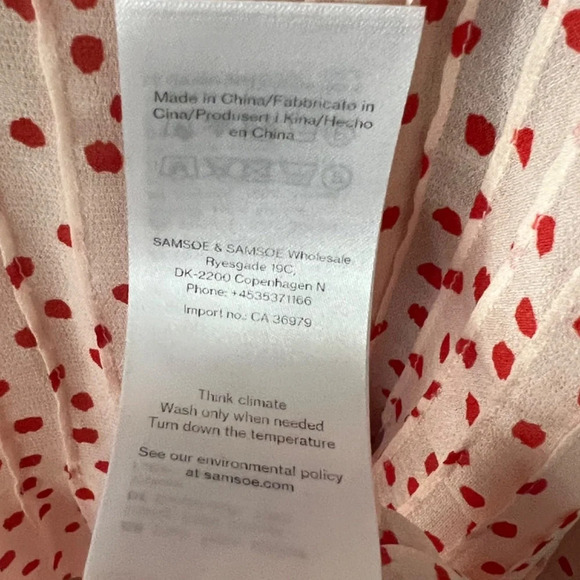 Made in China/Fabbricato in
Cina/Produsert i Kina/Hecho
en China
SAMSOE & SAMSOE Wholesale
Ryesgade 19C,
DK-2200 Copenhagen N
Phone: +4535371166
Import no.: CA 36979
Think climate
Wash only when needed
Turn down the temperature
See our environmental policy
at samsoe.com